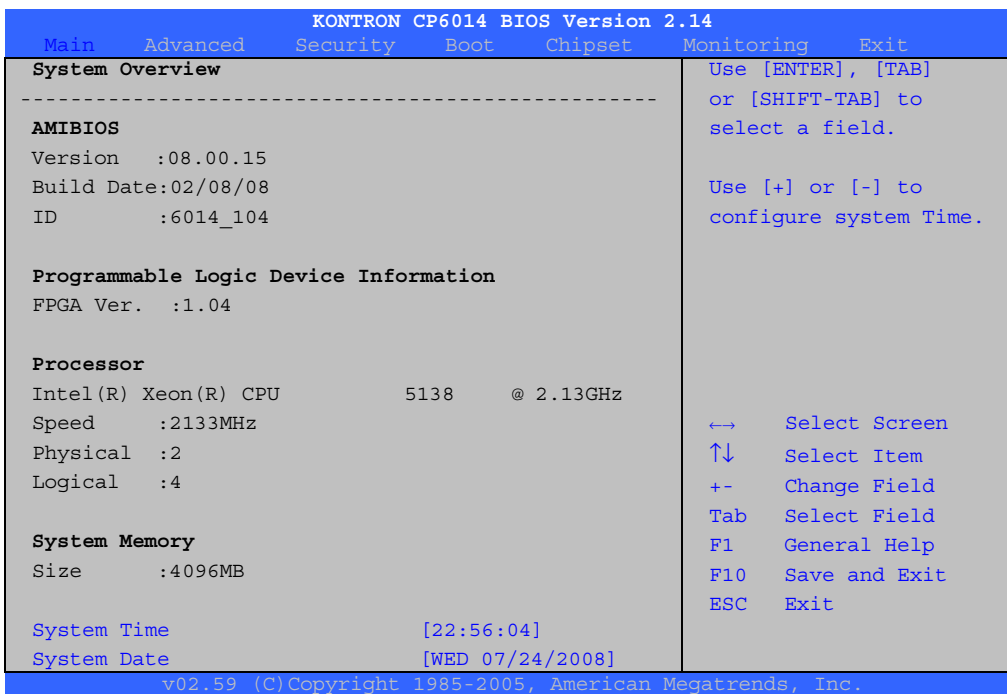 KONTRON CP6014 BIOS Version 2.14
Main Advanced Security Boot Chipset Monitoring Exit
System Overview
----------------------------------------------------
AMIBIOS
Version :08.00.15
Build Date:02/08/08
ID :6014_104
Programmable Logic Device Information
FPGA Ver. :1.04
Processor
Intel(R) Xeon(R) CPU 5138 @ 2.13GHz
Speed :2133MHz
Physical :2
Logical :4
System Memory
Size :4096MB
System Time [22:56:04]
System Date [WED 07/24/2008]
Use [ENTER], [TAB]
or [SHIFT-TAB] to
select a field.
Use [+] or [-] to
configure system Time.
←→ Select Screen
↑↓ Select Item
+- Change Field
Tab Select Field
F1 General Help
F10 Save and Exit
ESC Exit
v02.59 (C)Copyright 1985-2005, American Megatrends, Inc.